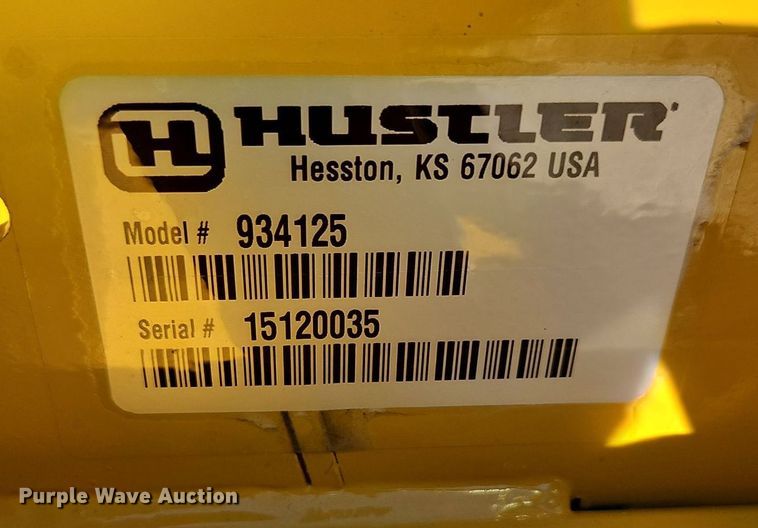 H HUSTLER
Hesston, KS 67062 USA
Model # 934125
Serial # 15120035
Purple Wave Auction